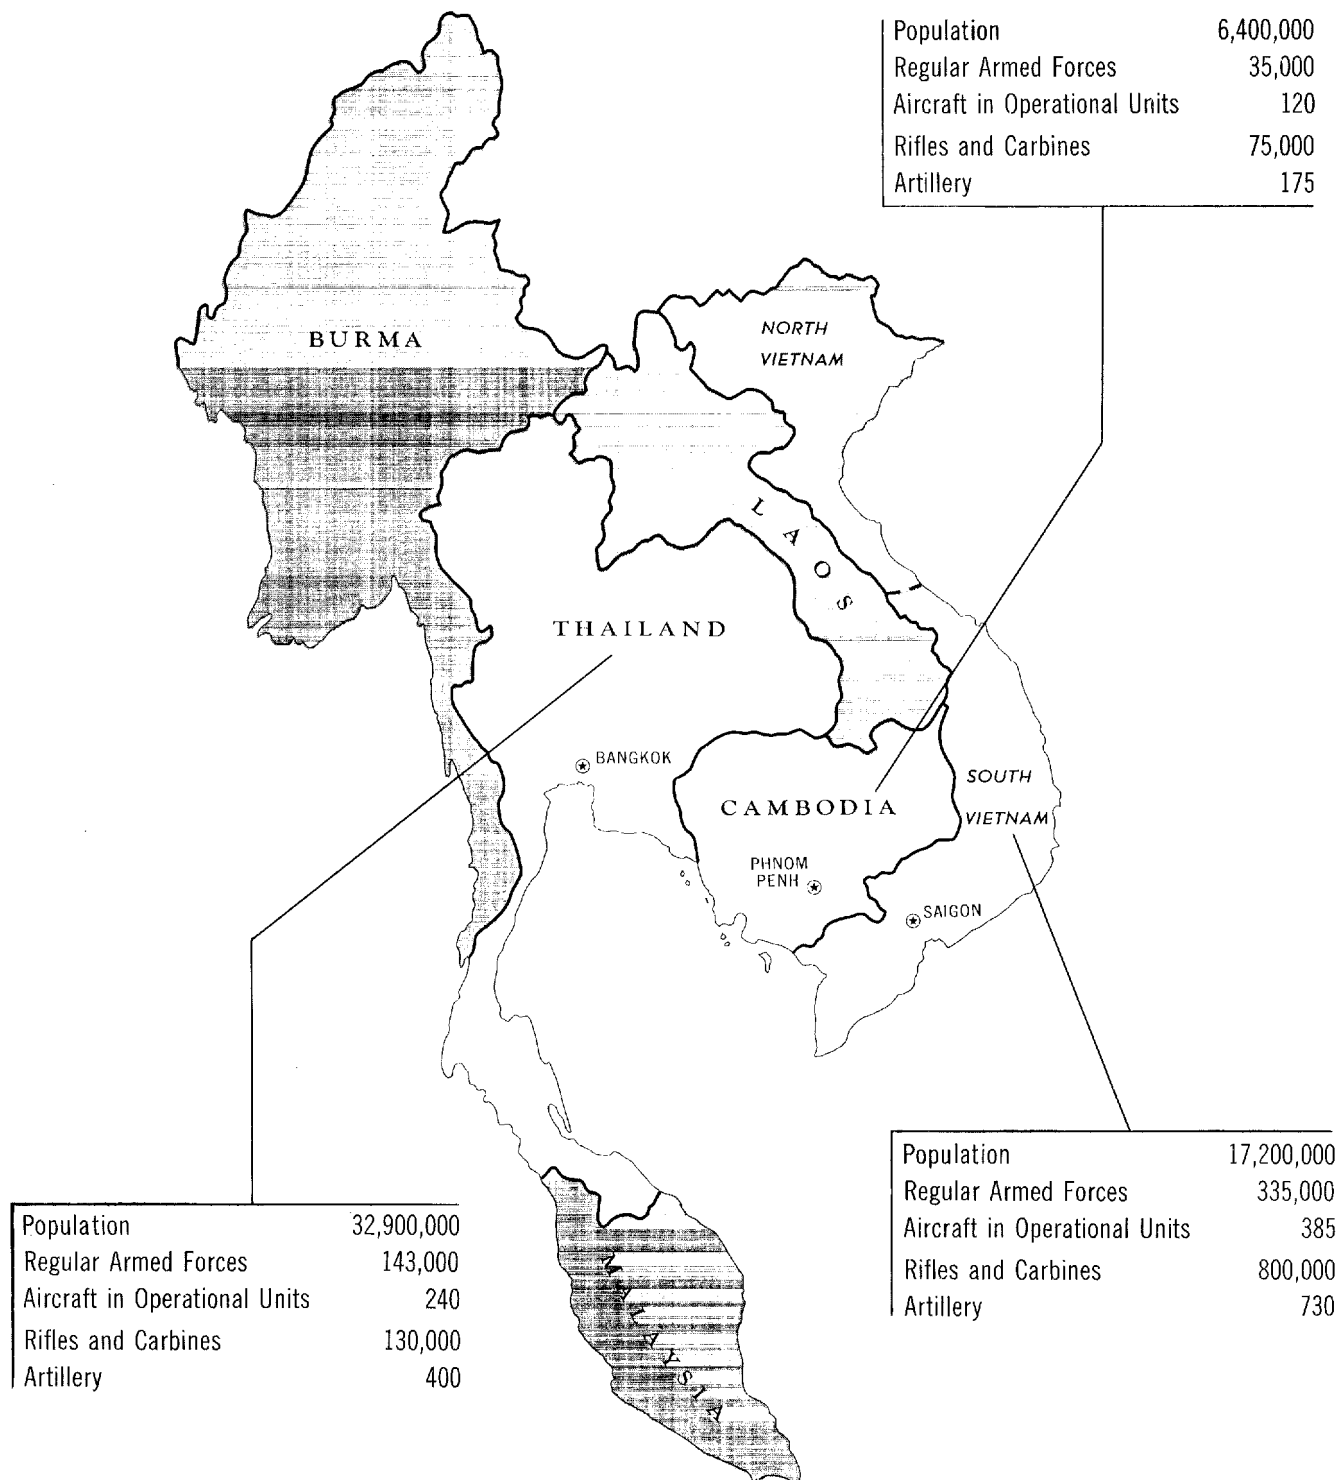 Population 6,400,000
Regular Armed Forces 35,000
Aircraft in Operational Units 120
Rifles and Carbines 75,000
Artillery 175
BURMA
NORTH
VIETNAM
LAOS
THAILAND
BANGKOK
CAMBODIA
SOUTH
VIETNAM
PHNOM
PENH
SAIGON
Population 17,200,000
Regular Armed Forces 335,000
Aircraft in Operational Units 385
Rifles and Carbines 800,000
Artillery 730
Population 32,900,000
Regular Armed Forces 143,000
Aircraft in Operational Units 240
Rifles and Carbines 130,000
Artillery 400
MALAYSIA